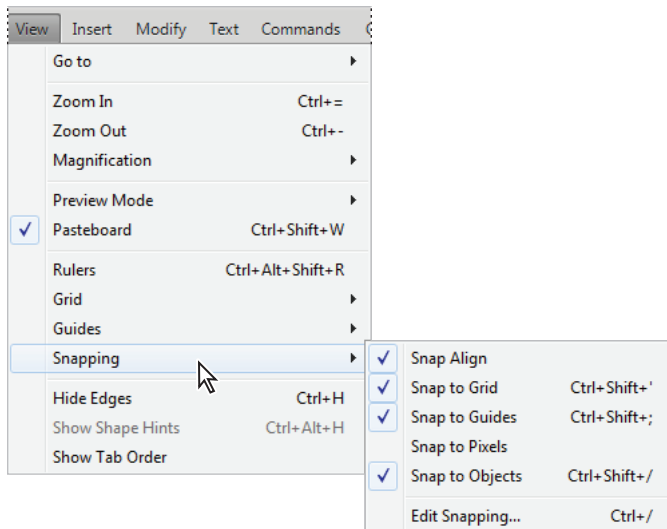 View Insert Modify Text Commands
Go to
Zoom In Ctrl+=
Zoom Out Ctrl+-
Magnification
Preview Mode
Pasteboard Ctrl+Shift+W
Rulers Ctrl+Alt+Shift+R
Grid
Guides
Snapping
Hide Edges Ctrl+H
Show Shape Hints Ctrl+Alt+H
Show Tab Order
Snap Align
Snap to Grid Ctrl+Shift+'
Snap to Guides Ctrl+Shift+;
Snap to Pixels
Snap to Objects Ctrl+Shift+/
Edit Snapping... Ctrl+/